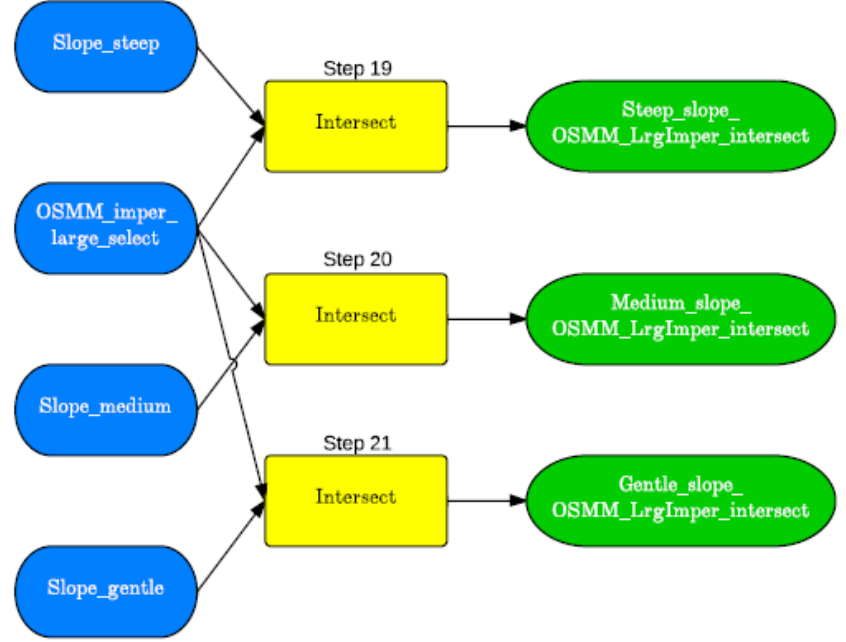 Slope_steep
Step 19
Intersect
Steep_slope_
OSMM_LrgImper_intersect
OSMM_imper_
large_select
Step 20
Intersect
Medium_slope_
OSMM_LrgImper_intersect
Slope_medium
Step 21
Intersect
Gentle_slope_
OSMM_LrgImper_intersect
Slope_gentle